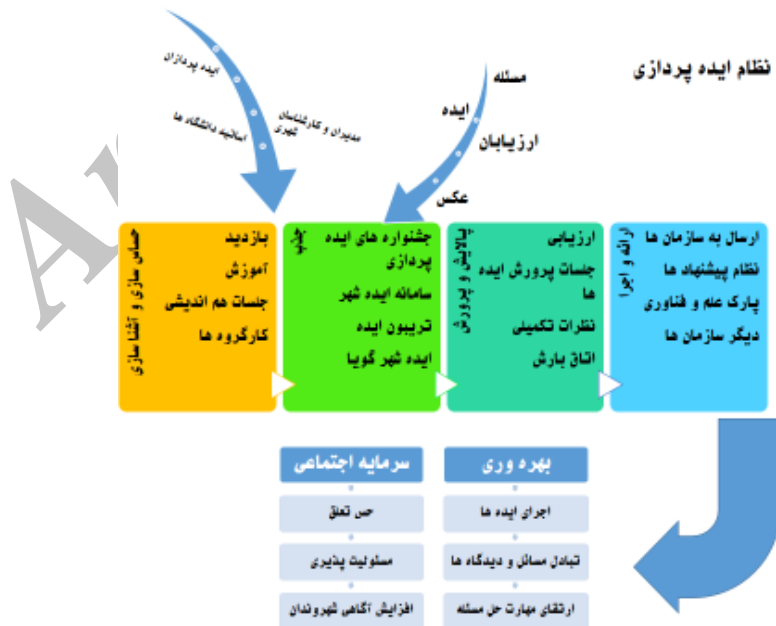 نظام ایده پردازی
مسئله
ایده
ارزیابان
عکس
ایده پردازان
اساتید دانشگاه ها
مدیران و کارشناسان
شهری
حساس سازی و آشنا سازی
بازدید
آموزش
جلسات هم اندیشی
کارگروه ها
جذب
جشنواره های ایده
پردازی
سامانه ایده شهر
تریبون ایده
ایده شهر گویا
پالایش و پرورش
ارزیابی
جلسات پرورش ایده
ها
نظرات تکمیلی
اتاق بارش
ارائه و اجرا
ارسال به سازمان ها
نظام پیشنهاد ها
پارک علم و فناوری
دیگر سازمان ها
بهره وری
اجرای ایده ها
تبادل مسائل و دیدگاه ها
ارتقای مهارت حل مسئله
سرمایه اجتماعی
حس تعلق
مسئولیت پذیری
افزایش آگاهی شهروندان